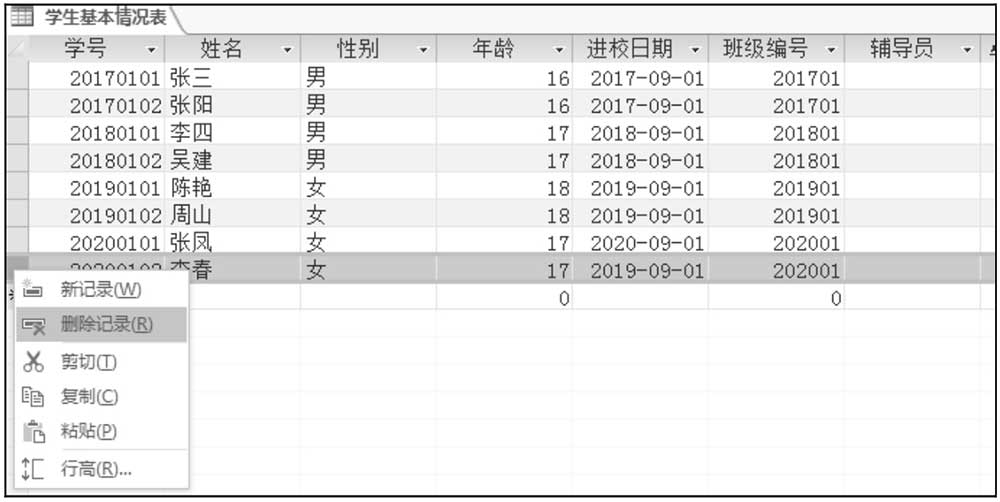 学生基本情况表
学号 姓名 性别 年龄 进校日期 班级编号 辅导员
20170101 张三 男 16 2017-09-01 201701
20170102 张阳 男 16 2017-09-01 201701
20180101 李四 男 17 2018-09-01 201801
20180102 吴建 男 17 2018-09-01 201801
20190101 陈艳 女 18 2019-09-01 201901
20190102 周山 女 18 2019-09-01 201901
20200101 张凤 女 17 2020-09-01 202001
20200102 李春 女 17 2019-09-01 202001
0 0
新记录(W)
删除记录(R)
剪切(T)
复制(C)
粘贴(P)
行高(R)...